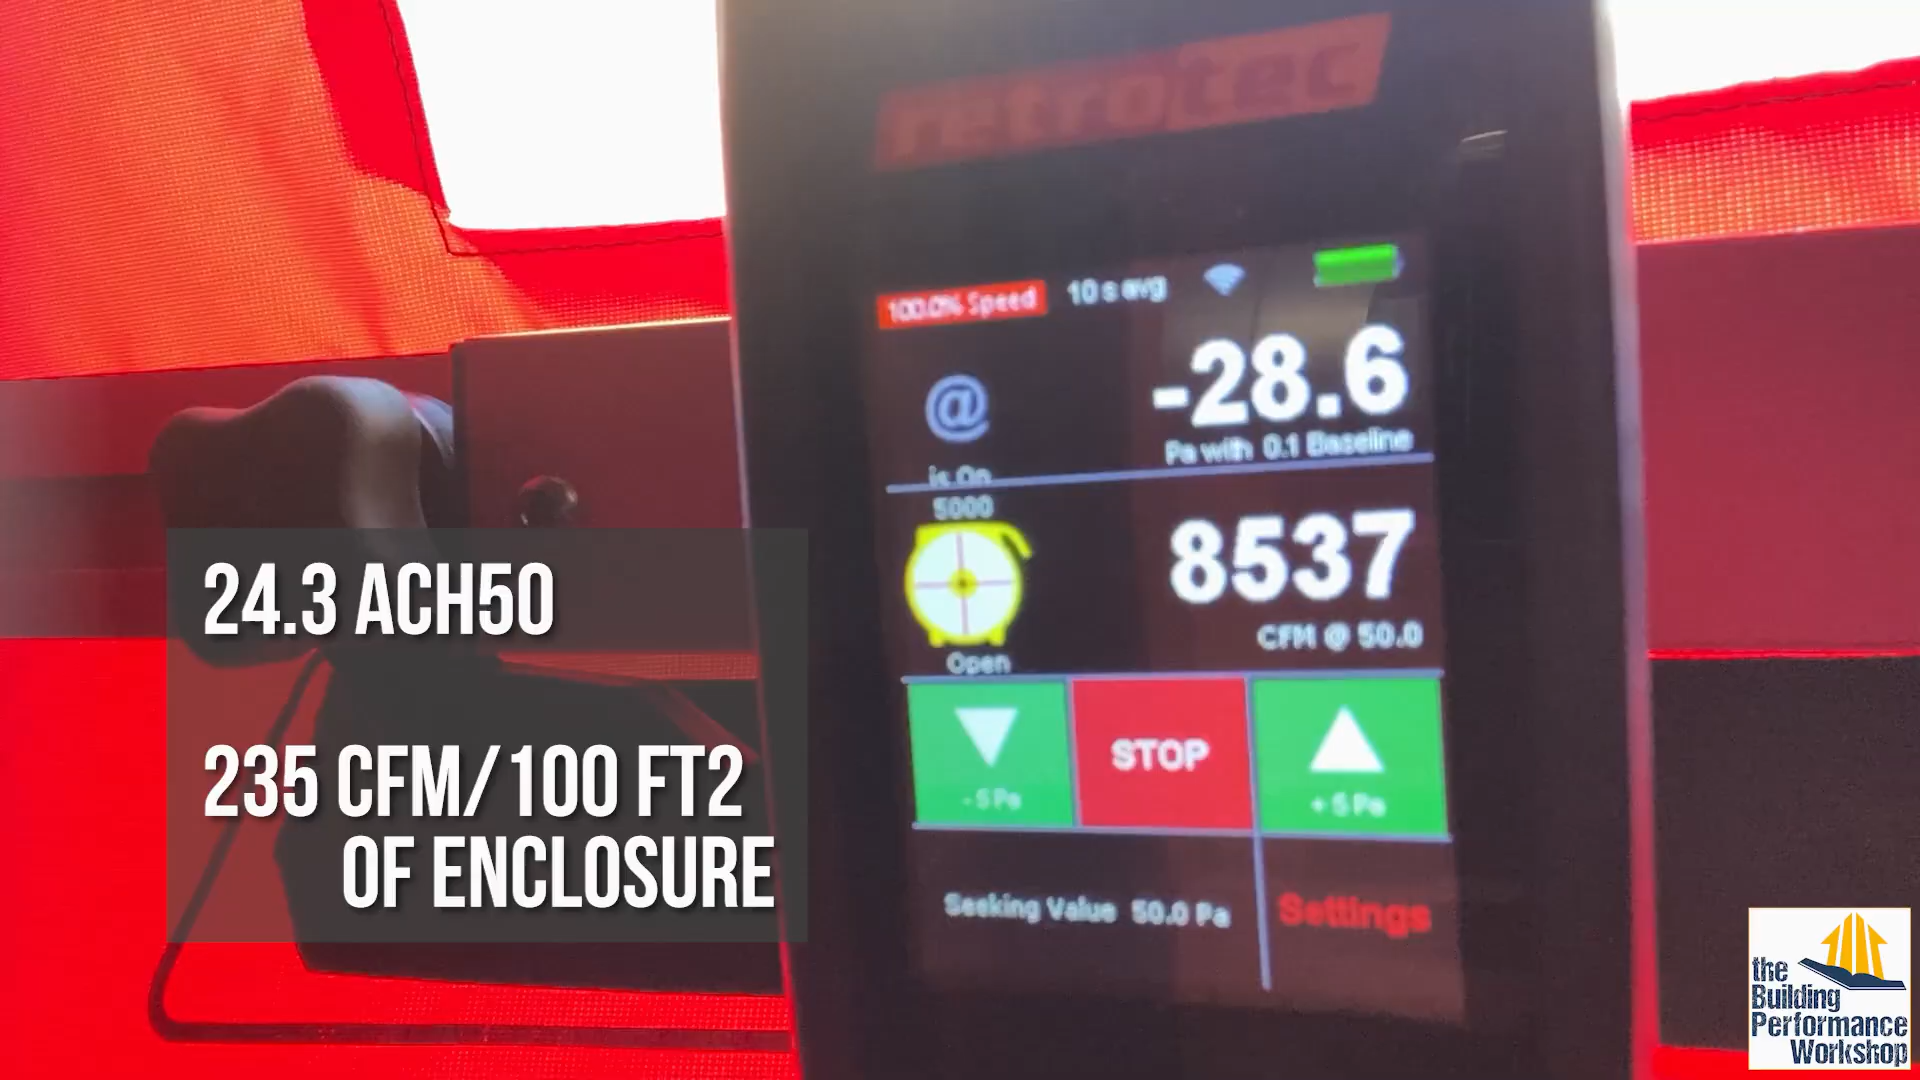 retrotec
100.0% Speed
10 s avg
@
is On
-28.6
Pa with 0.1 Baseline
5000
8537
Open
CFM @ 50.0
- 5 Pa
STOP
+ 5 Pa
Seeking Value 50.0 Pa
Settings
24.3 ACH50
235 CFM/100 FT2
OF ENCLOSURE
the
Building
Performance
Workshop